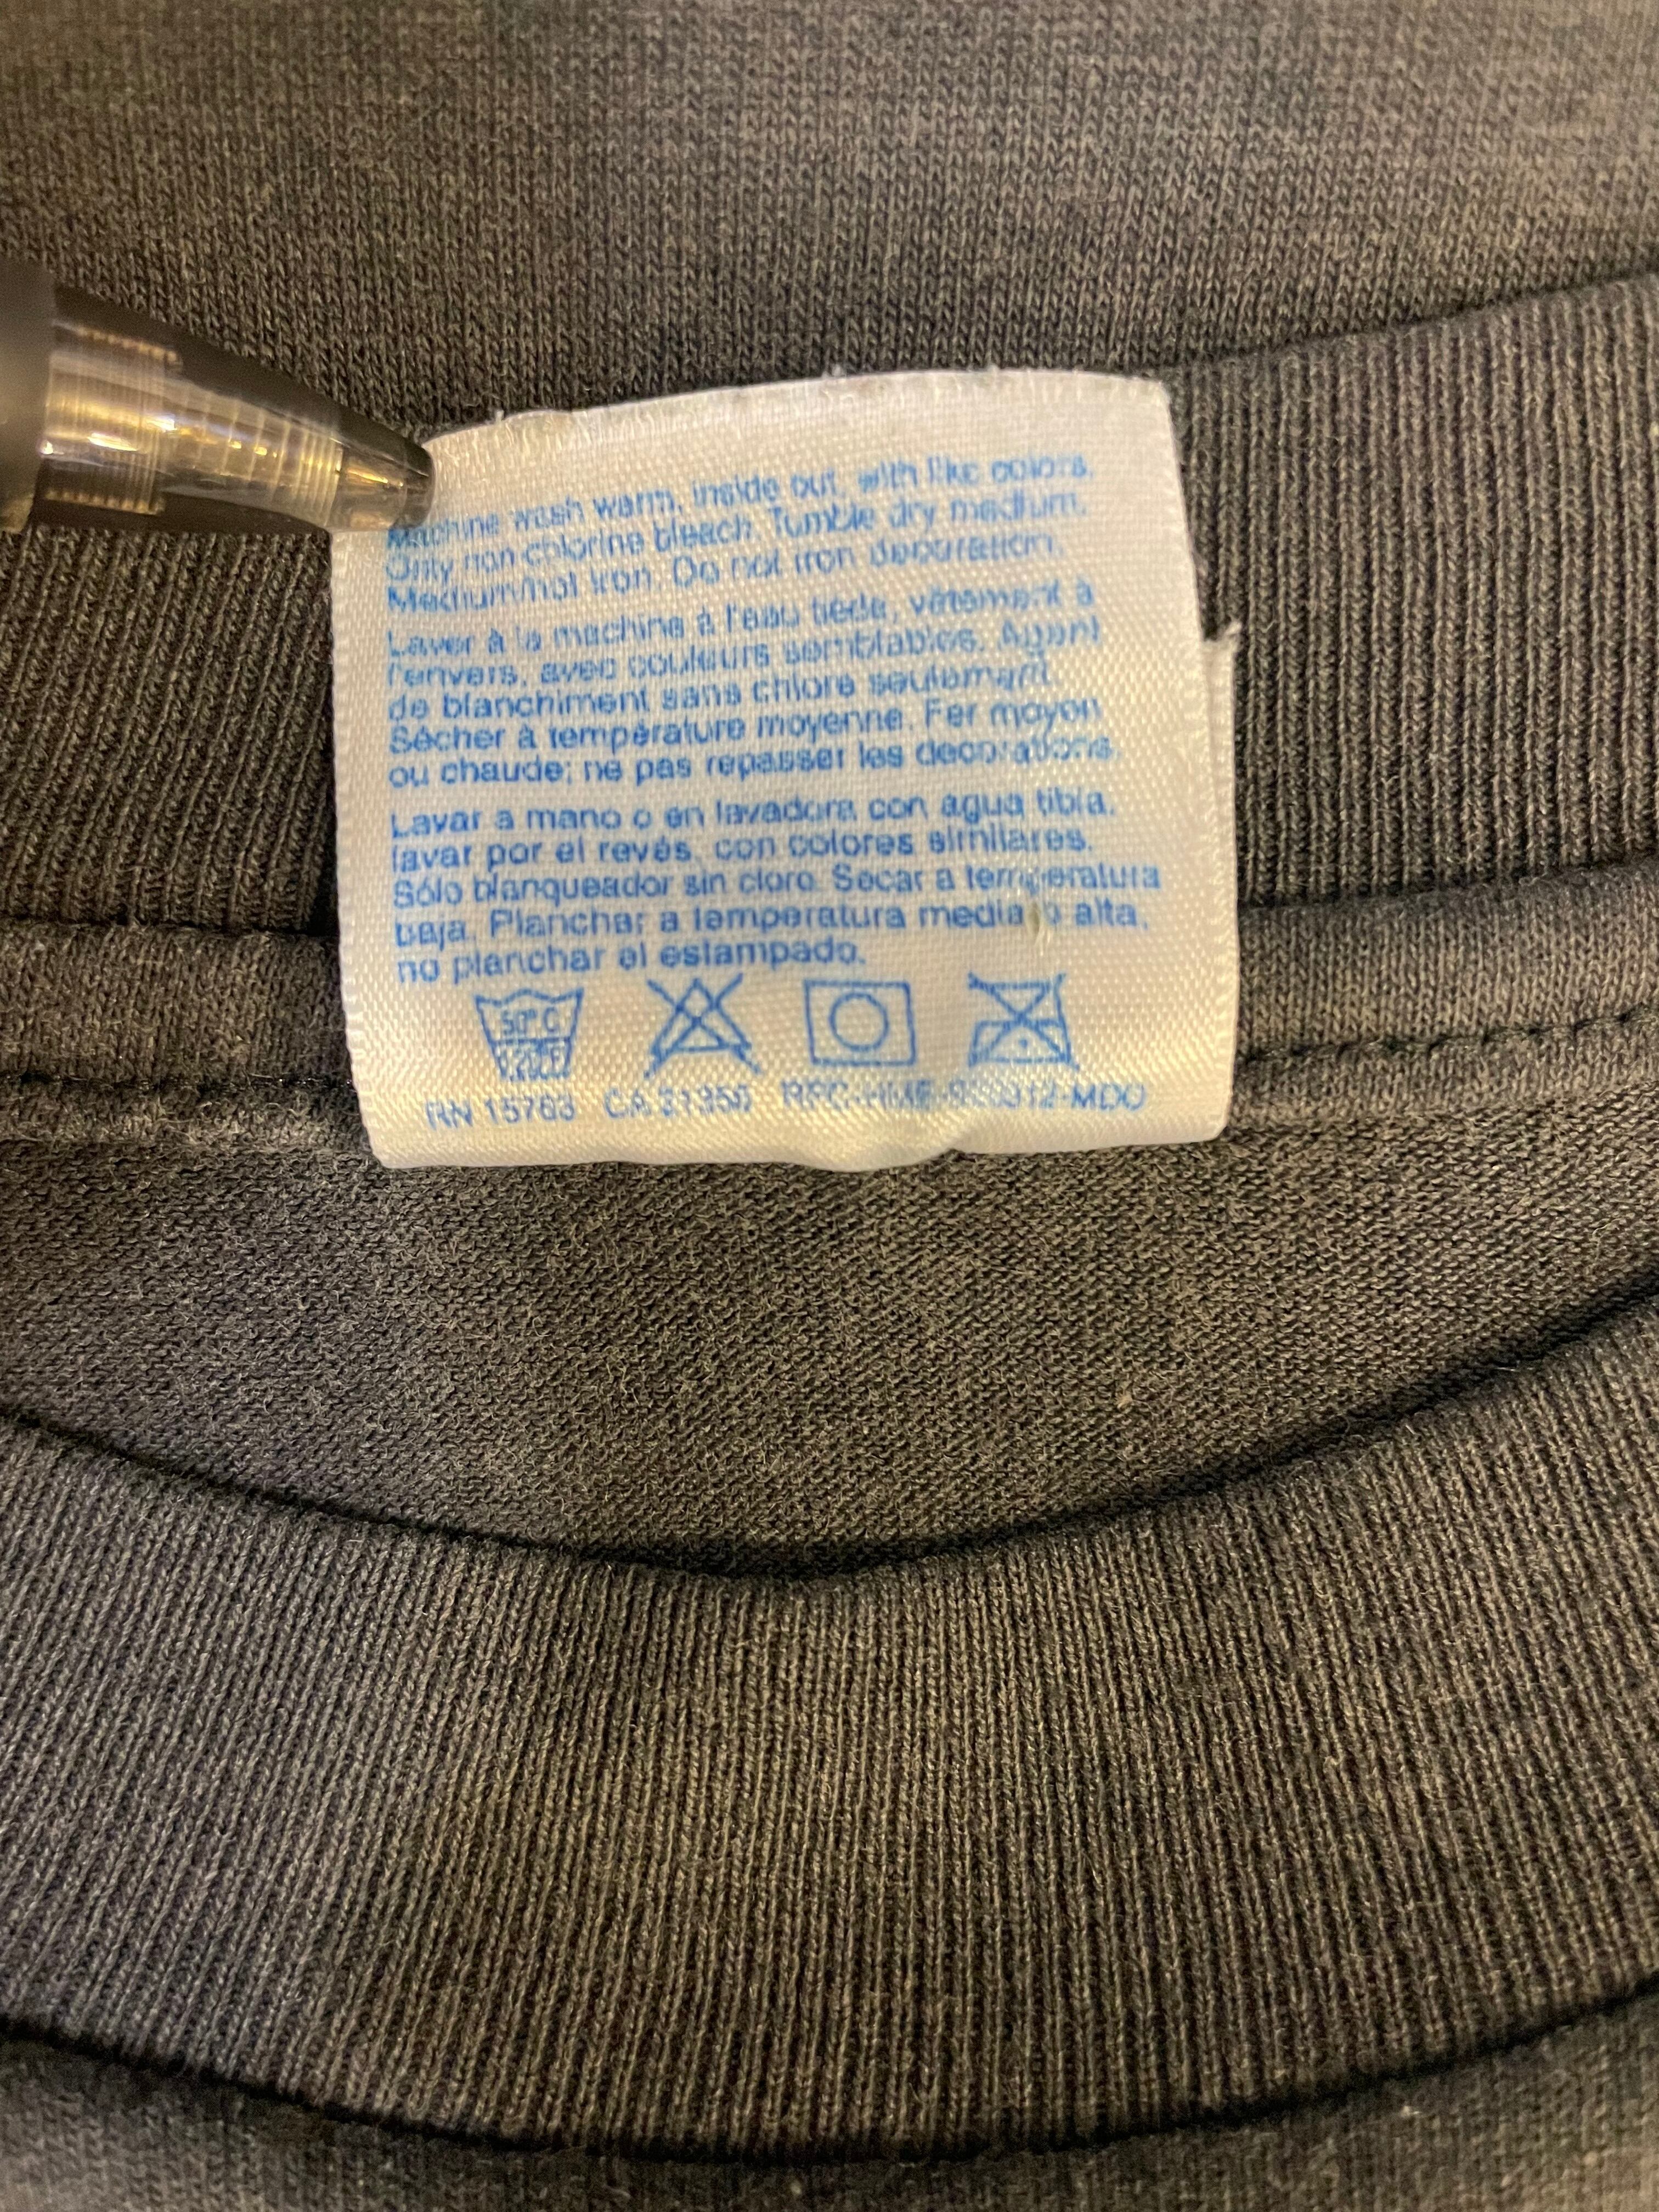 Machine wash warm, inside out, with like colors.
Only non-chlorine bleach. Tumble dry medium.
Medium/hot iron. Do not iron decoration.
Laver à la machine à l'eau tiède, vêtement à
l'envers, avec couleurs semblables. Agent
de blanchiment sans chlore seulement.
Sécher à température moyenne. Fer moyen
ou chaude; ne pas repasser les decorations.
Lavar a mano o en lavadora con agua tibia,
lavar por el revés, con colores similares.
Sólo blanqueador sin cloro. Secar a temperatura
baja. Planchar a temperatura media o alta,
no planchar el estampado.
50°C
120°F
RN 15763 CA